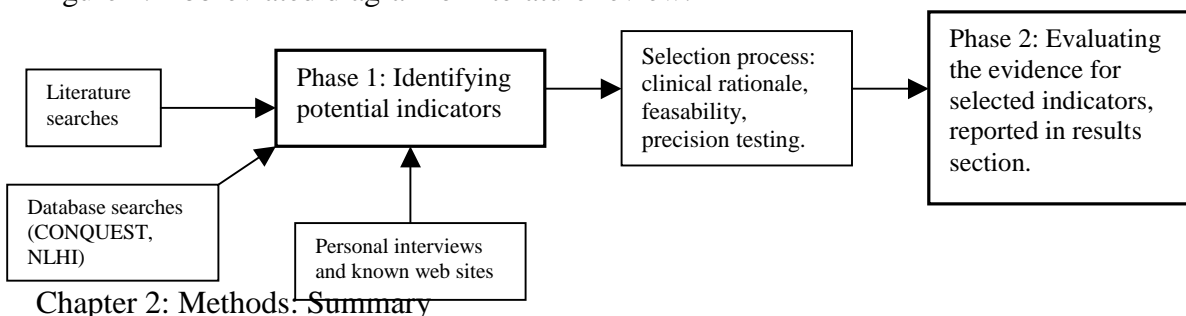 Literature
searches
Database searches
(CONQUEST,
NLHI)
Personal interviews
and known web sites
Phase 1: Identifying
potential indicators
Selection process:
clinical rationale,
feasability,
precision testing.
Phase 2: Evaluating
the evidence for
selected indicators,
reported in results
section.
Chapter 2: Methods: Summary